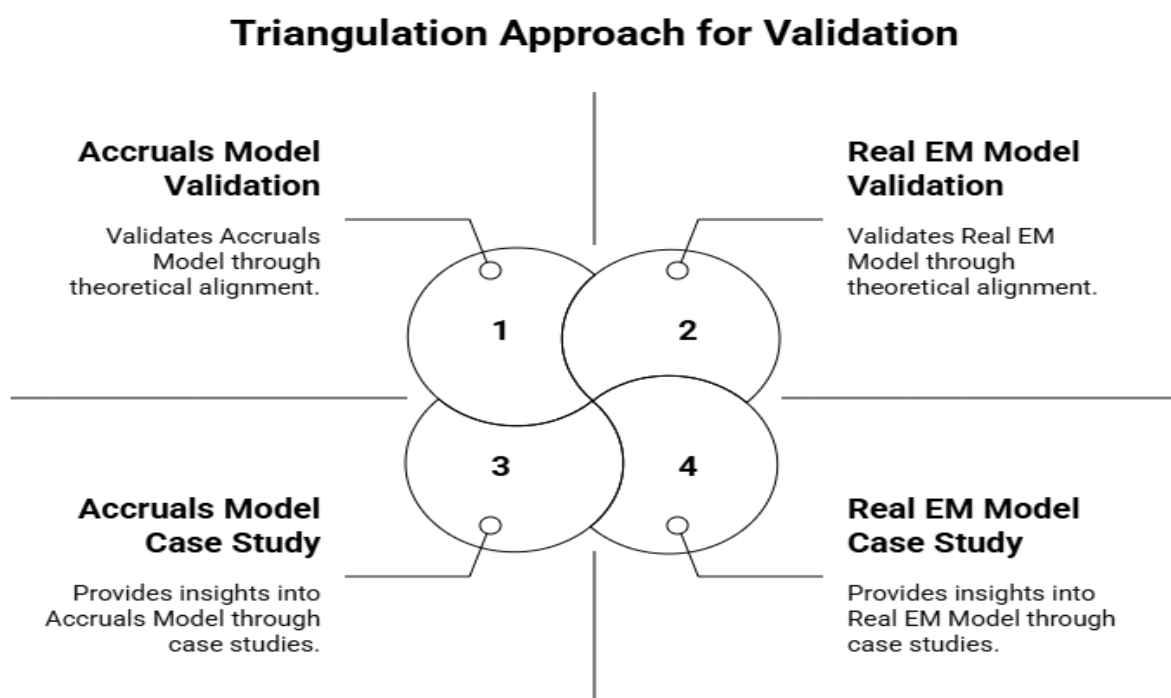 Triangulation Approach for Validation
Accruals Model
Validation
Validates Accruals
Model through
theoretical alignment.
Real EM Model
Validation
Validates Real EM
Model through
theoretical alignment.
1
2
3
4
Accruals Model
Case Study
Provides insights into
Accruals Model through
case studies.
Real EM Model
Case Study
Provides insights into
Real EM Model through
case studies.